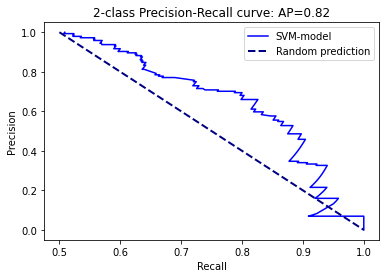 2-class Precision-Recall curve: AP=0.82
SVM-model
Random prediction
Precision
1.0
0.8
0.6
0.4
0.2
0.0
0.5 0.6 0.7 0.8 0.9 1.0
Recall